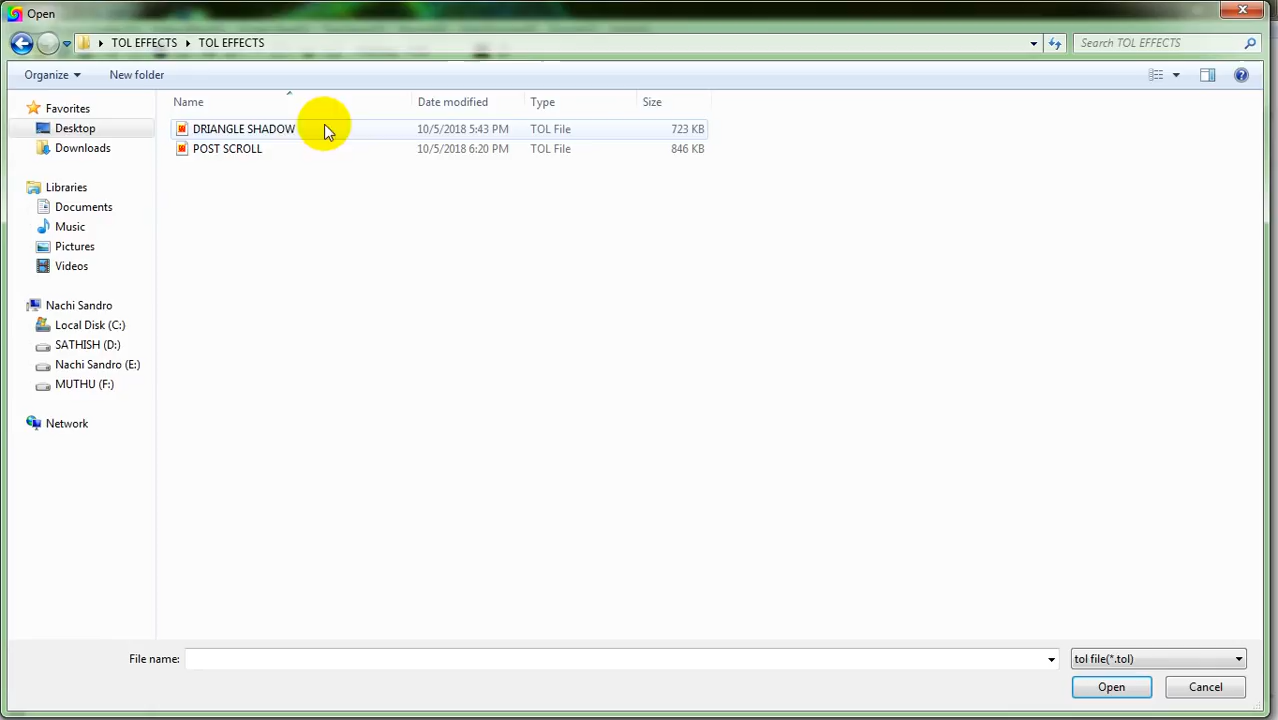 Open
TOL EFFECTS TOL EFFECTS
Search TOL EFFECTS
Organize New folder
Name Date modified Type Size
Favorites
Desktop
Downloads
Libraries
Documents
Music
Pictures
Videos
Nachi Sandro
Local Disk (C:)
SATHISH (D:)
Nachi Sandro (E:)
MUTHU (F:)
Network
DRIANGLE SHADOW 10/5/2018 5:43 PM TOL File 723 KB
POST SCROLL 10/5/2018 6:20 PM TOL File 846 KB
File name: tol file(*.tol)
Open Cancel